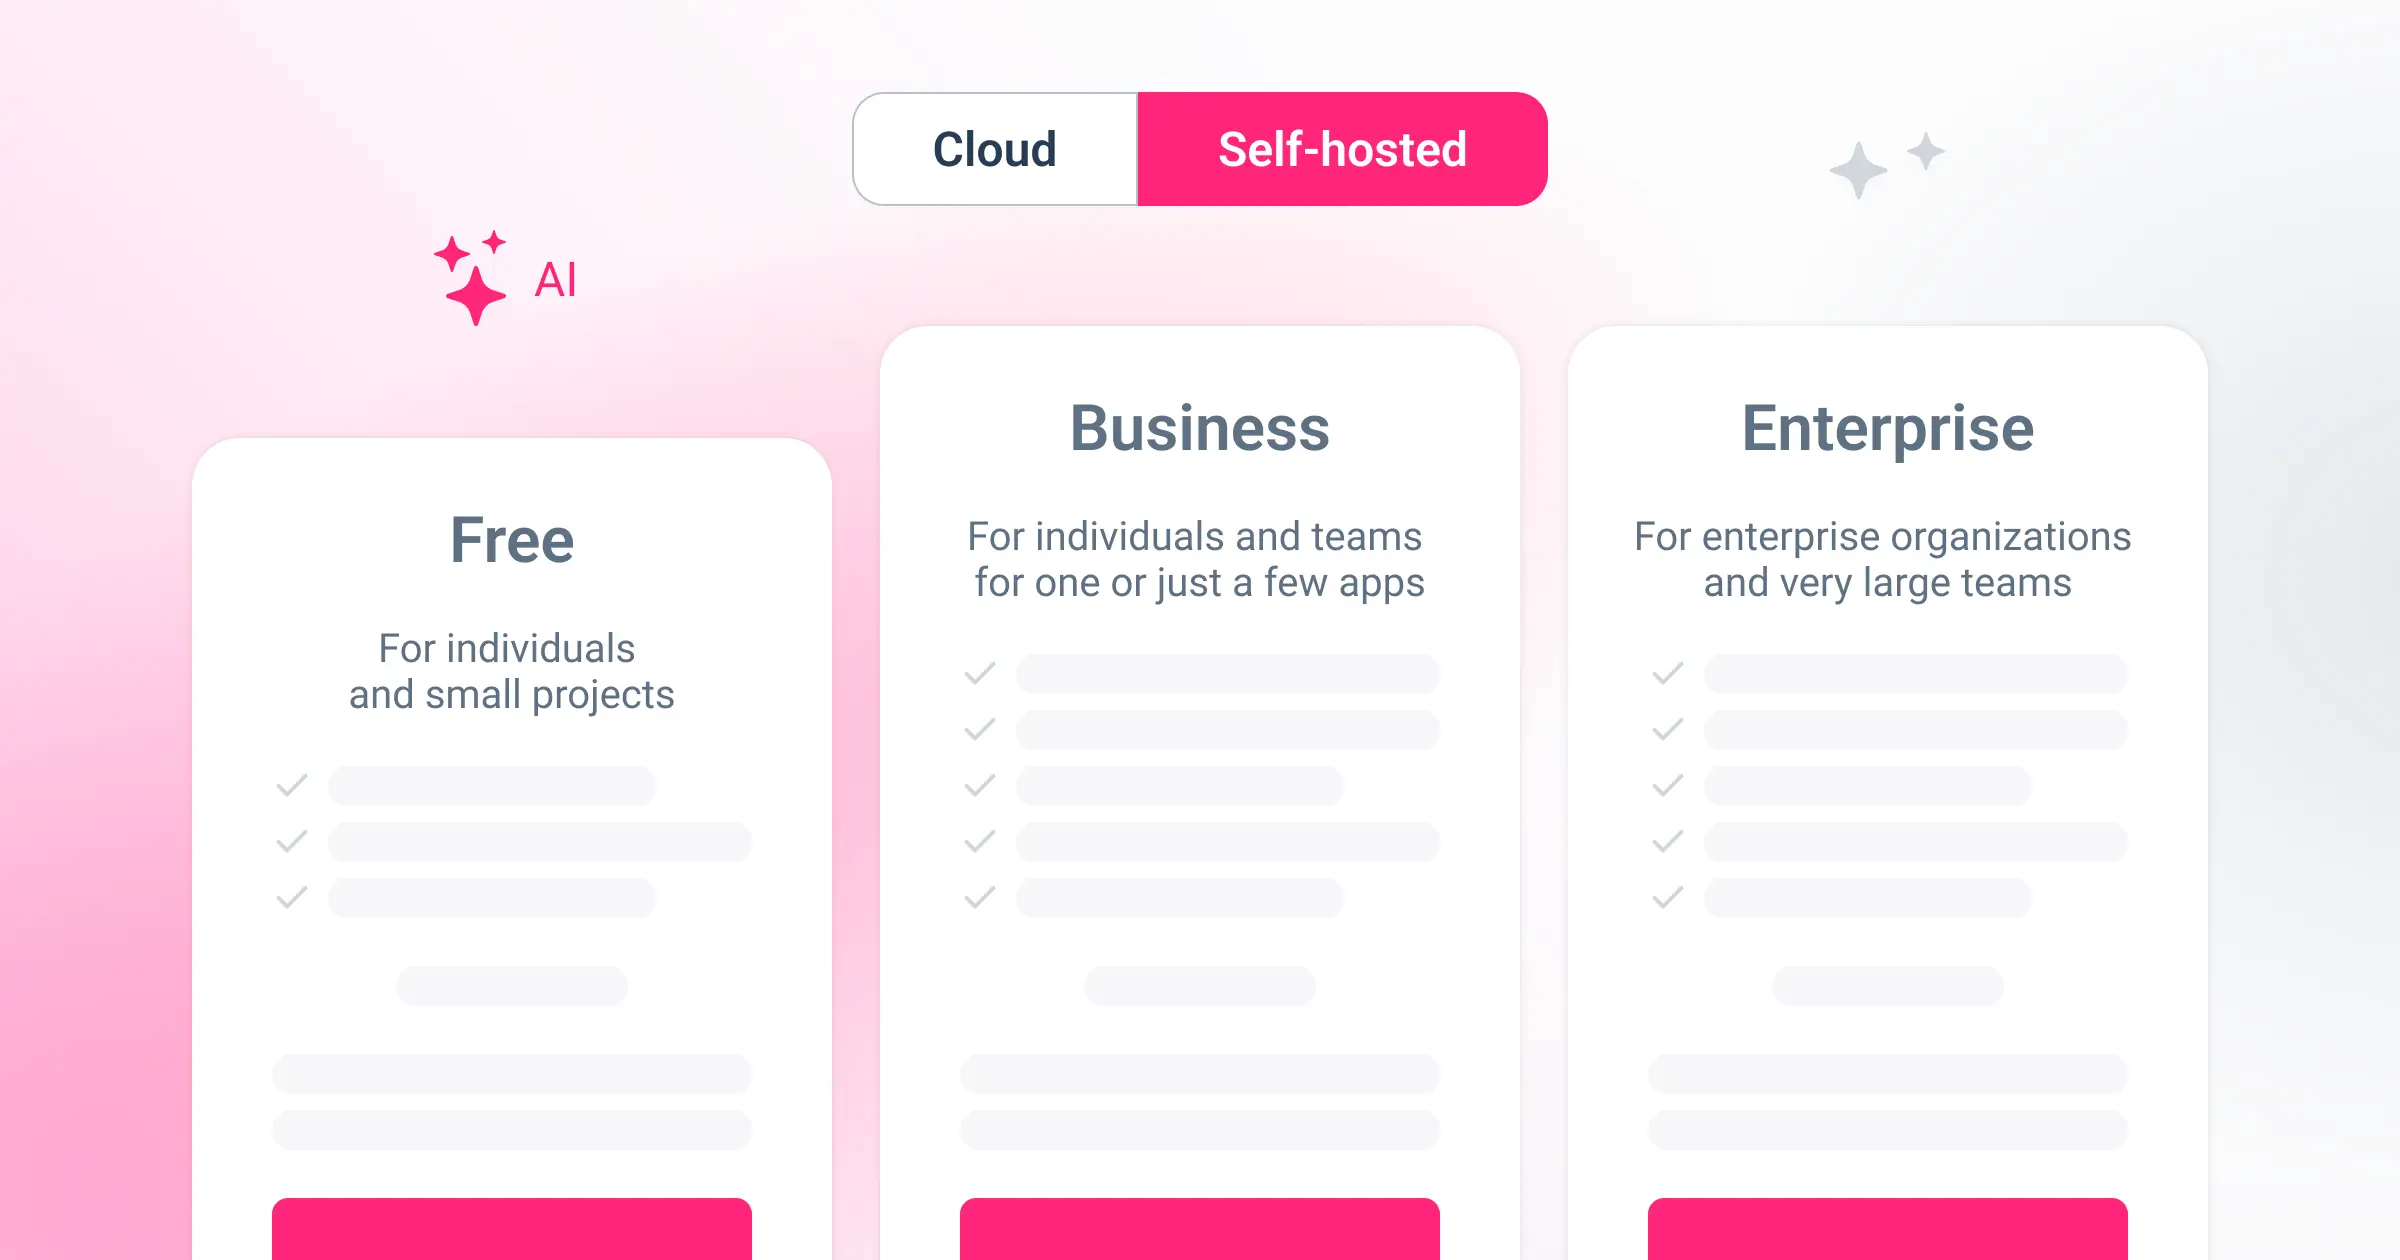 Cloud
Self-hosted
AI
Free
For individuals
and small projects
Business
For individuals and teams
for one or just a few apps
Enterprise
For enterprise organizations
and very large teams